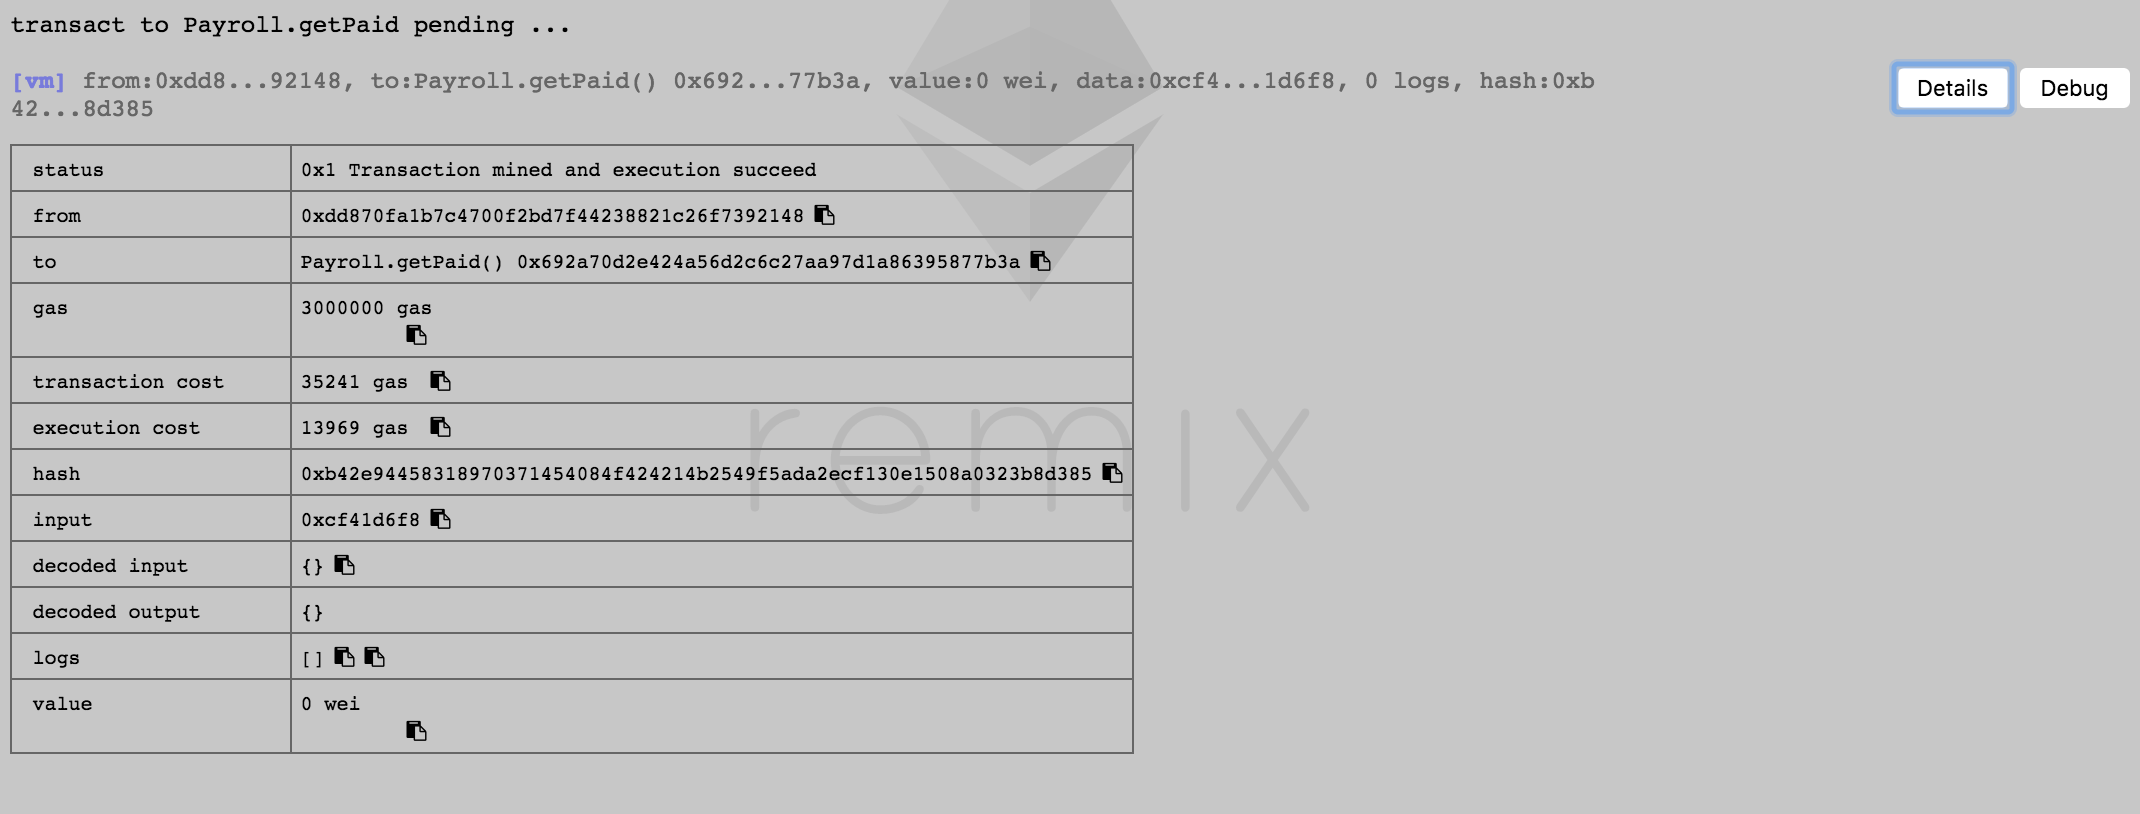 transact to Payroll.getPaid pending ...
[vm] from:0xdd8...92148, to:Payroll.getPaid() 0x692...77b3a, value:0 wei, data:0xcf4...1d6f8, 0 logs, hash:0xb
42...8d385
Details Debug
status 0x1 Transaction mined and execution succeed
from 0xdd870fa1b7c4700f2bd7f44238821c26f7392148
to Payroll.getPaid() 0x692a70d2e424a56d2c6c27aa97d1a86395877b3a
gas 3000000 gas
transaction cost 35241 gas
execution cost 13969 gas
hash 0xb42e94458318970371454084f424214b2549f5ada2ecf130e1508a0323b8d385
input 0xcf41d6f8
decoded input {}
decoded output {}
logs []
value 0 wei
remix